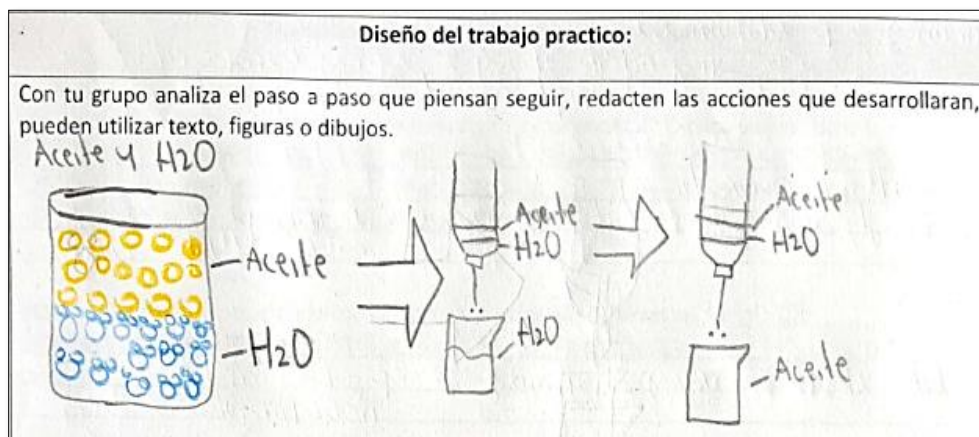 Diseño del trabajo practico:
Con tu grupo analiza el paso a paso que piensan seguir, redacten las acciones que desarrollaran,
pueden utilizar texto, figuras o dibujos.
Aceite y H2O
Aceite
H2O
Aceite
H2O
H2O
Aceite
H2O
Aceite